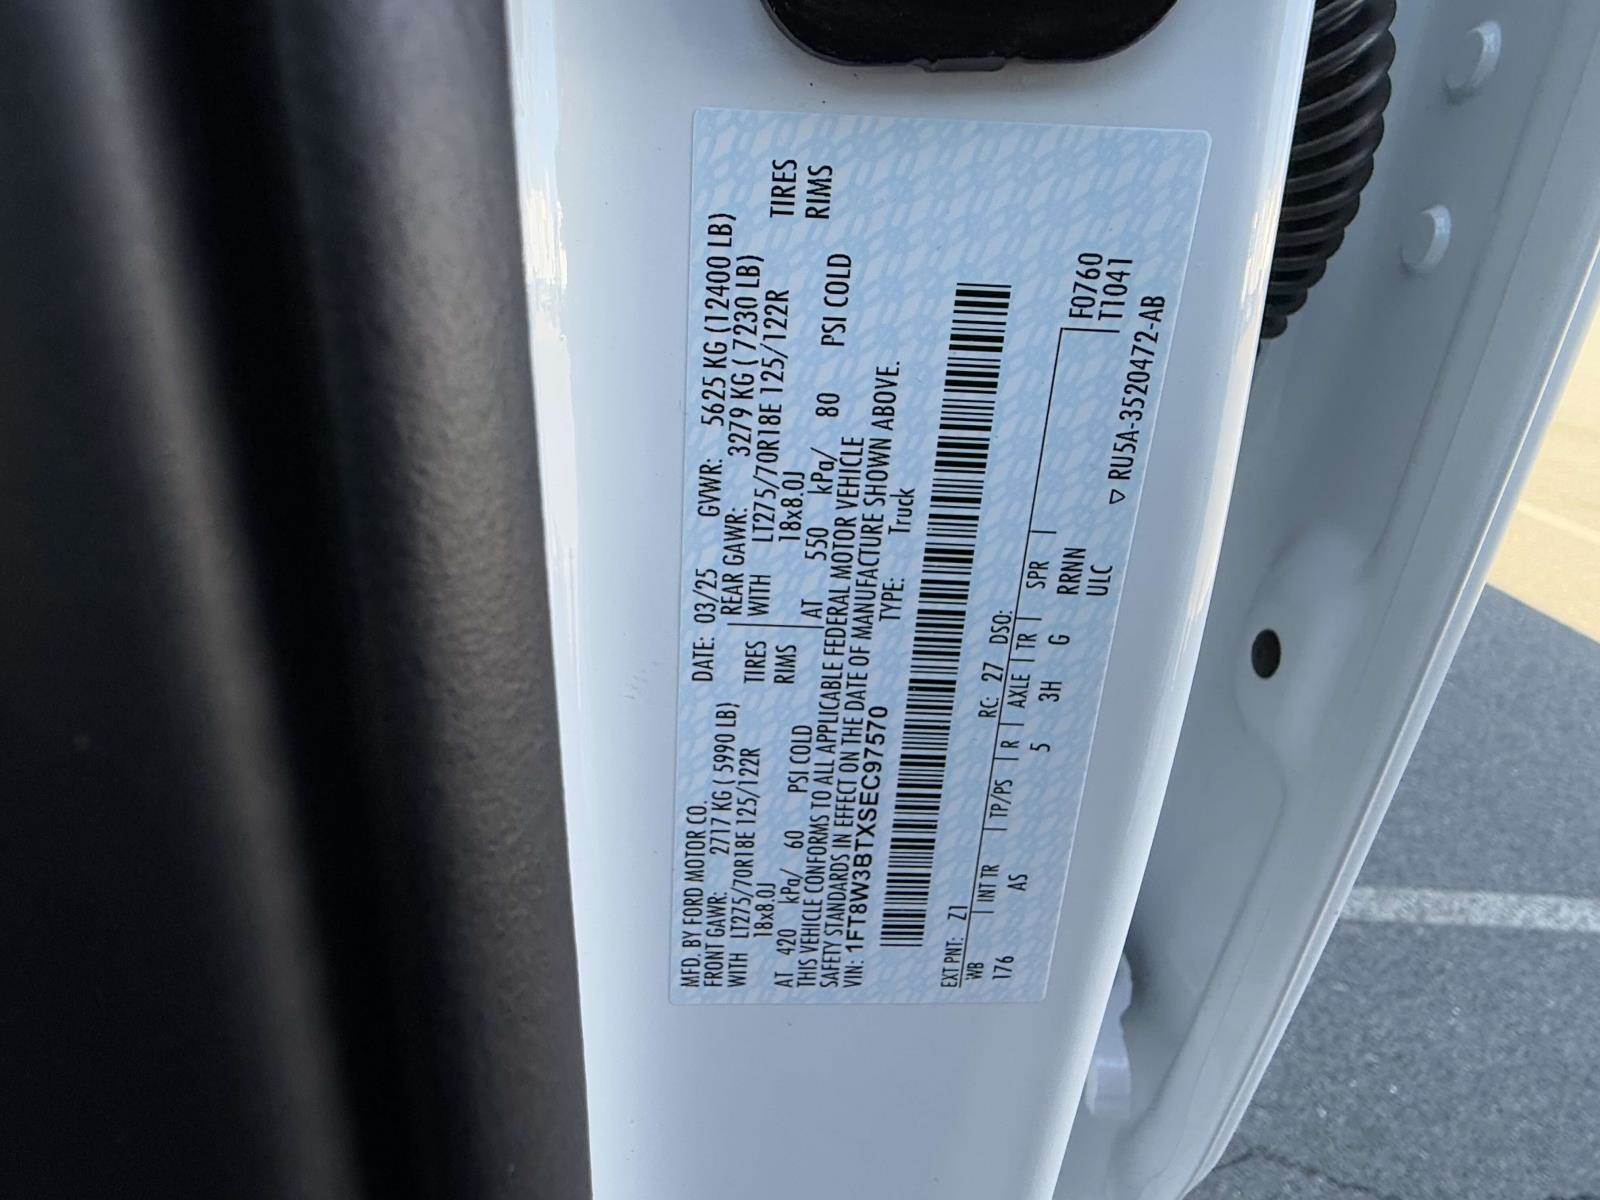 MFD. BY FORD MOTOR CO.
DATE: 03/25 GVWR: 5625 KG (12400 LB)
FRONT GAWR: 2717 KG ( 5990 LB)
REAR GAWR: 3279 KG ( 7230 LB)
WITH LT275/70R18E 125/122R TIRES
WITH LT275/70R18E 125/122R TIRES
18x8.0J RIMS
18x8.0J RIMS
AT 420 kPa/ 60 PSI COLD
AT 550 kPa/ 80 PSI COLD
THIS VEHICLE CONFORMS TO ALL APPLICABLE FEDERAL MOTOR VEHICLE
SAFETY STANDARDS IN EFFECT ON THE DATE OF MANUFACTURE SHOWN ABOVE.
VIN: 1FT8W3BTXSEC97570 TYPE: Truck
F0760
T1041
EXT PNT: Z1 RC: 27 DSO:
WB INT TR TP/PS R AXLE TR SPR
176 AS 5 3H G RRNN
ULC
▽ RU5A-3520472-AB